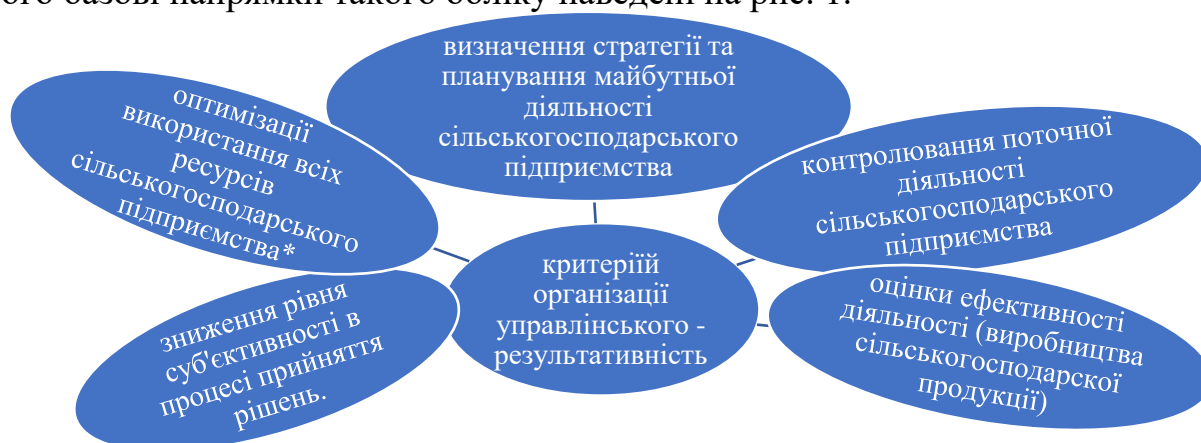 ого базові напрямки такого обліку наведені на рис. 1.
визначення стратегії та
планування майбутньої
діяльності
сільськогосподарського
підприємства
оптимізації
використання всіх
ресурсів
сільськогосподарського
підприємства*
контролювання поточної
діяльності
сільськогосподарського
підприємства
критеріїй
організації
управлінського -
результативність
зниження рівня
суб'єктивності в
процесі прийняття
рішень.
оцінки ефективності
діяльності (виробництва
сільськогосподарскої
продукції)